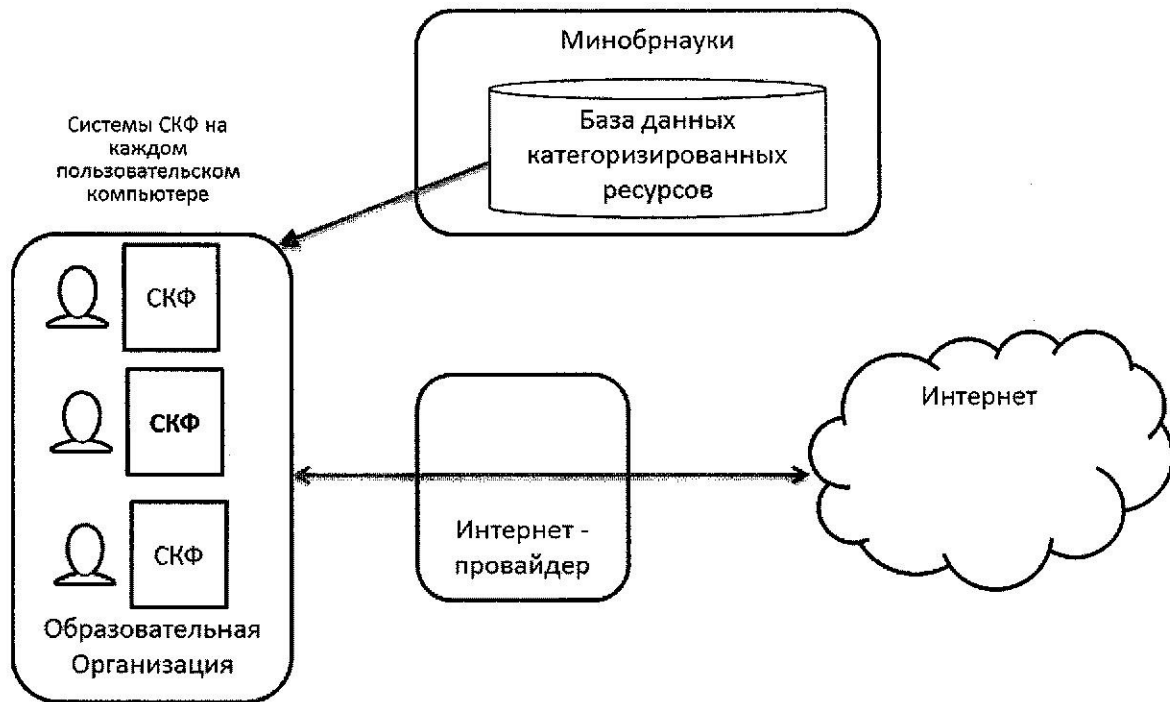 Минобрнауки
База данных
категоризированных
ресурсов
Системы СКФ на
каждом
пользовательском
компьютере
СКФ
СКФ
СКФ
Образовательная
Организация
Интернет -
провайдер
Интернет